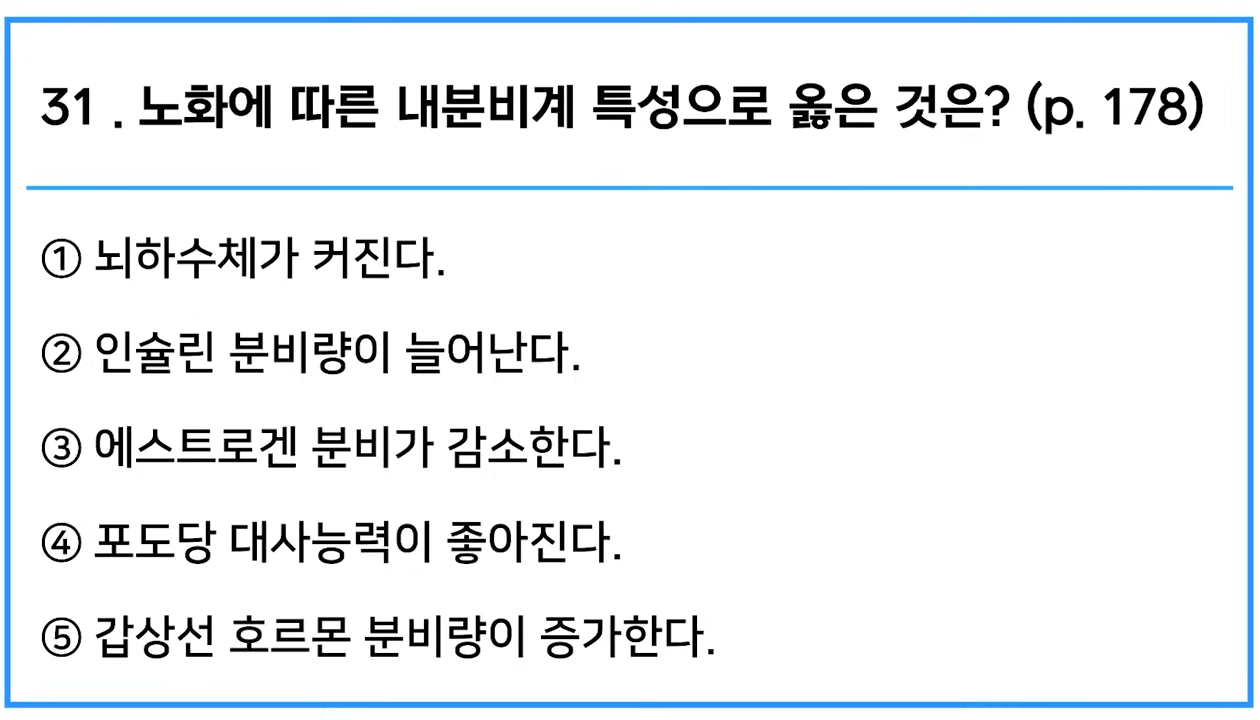 31 . 노화에 따른 내분비계 특성으로 옳은 것은? (p. 178)
① 뇌하수체가 커진다.
② 인슐린 분비량이 늘어난다.
③ 에스트로겐 분비가 감소한다.
④ 포도당 대사능력이 좋아진다.
⑤ 갑상선 호르몬 분비량이 증가한다.